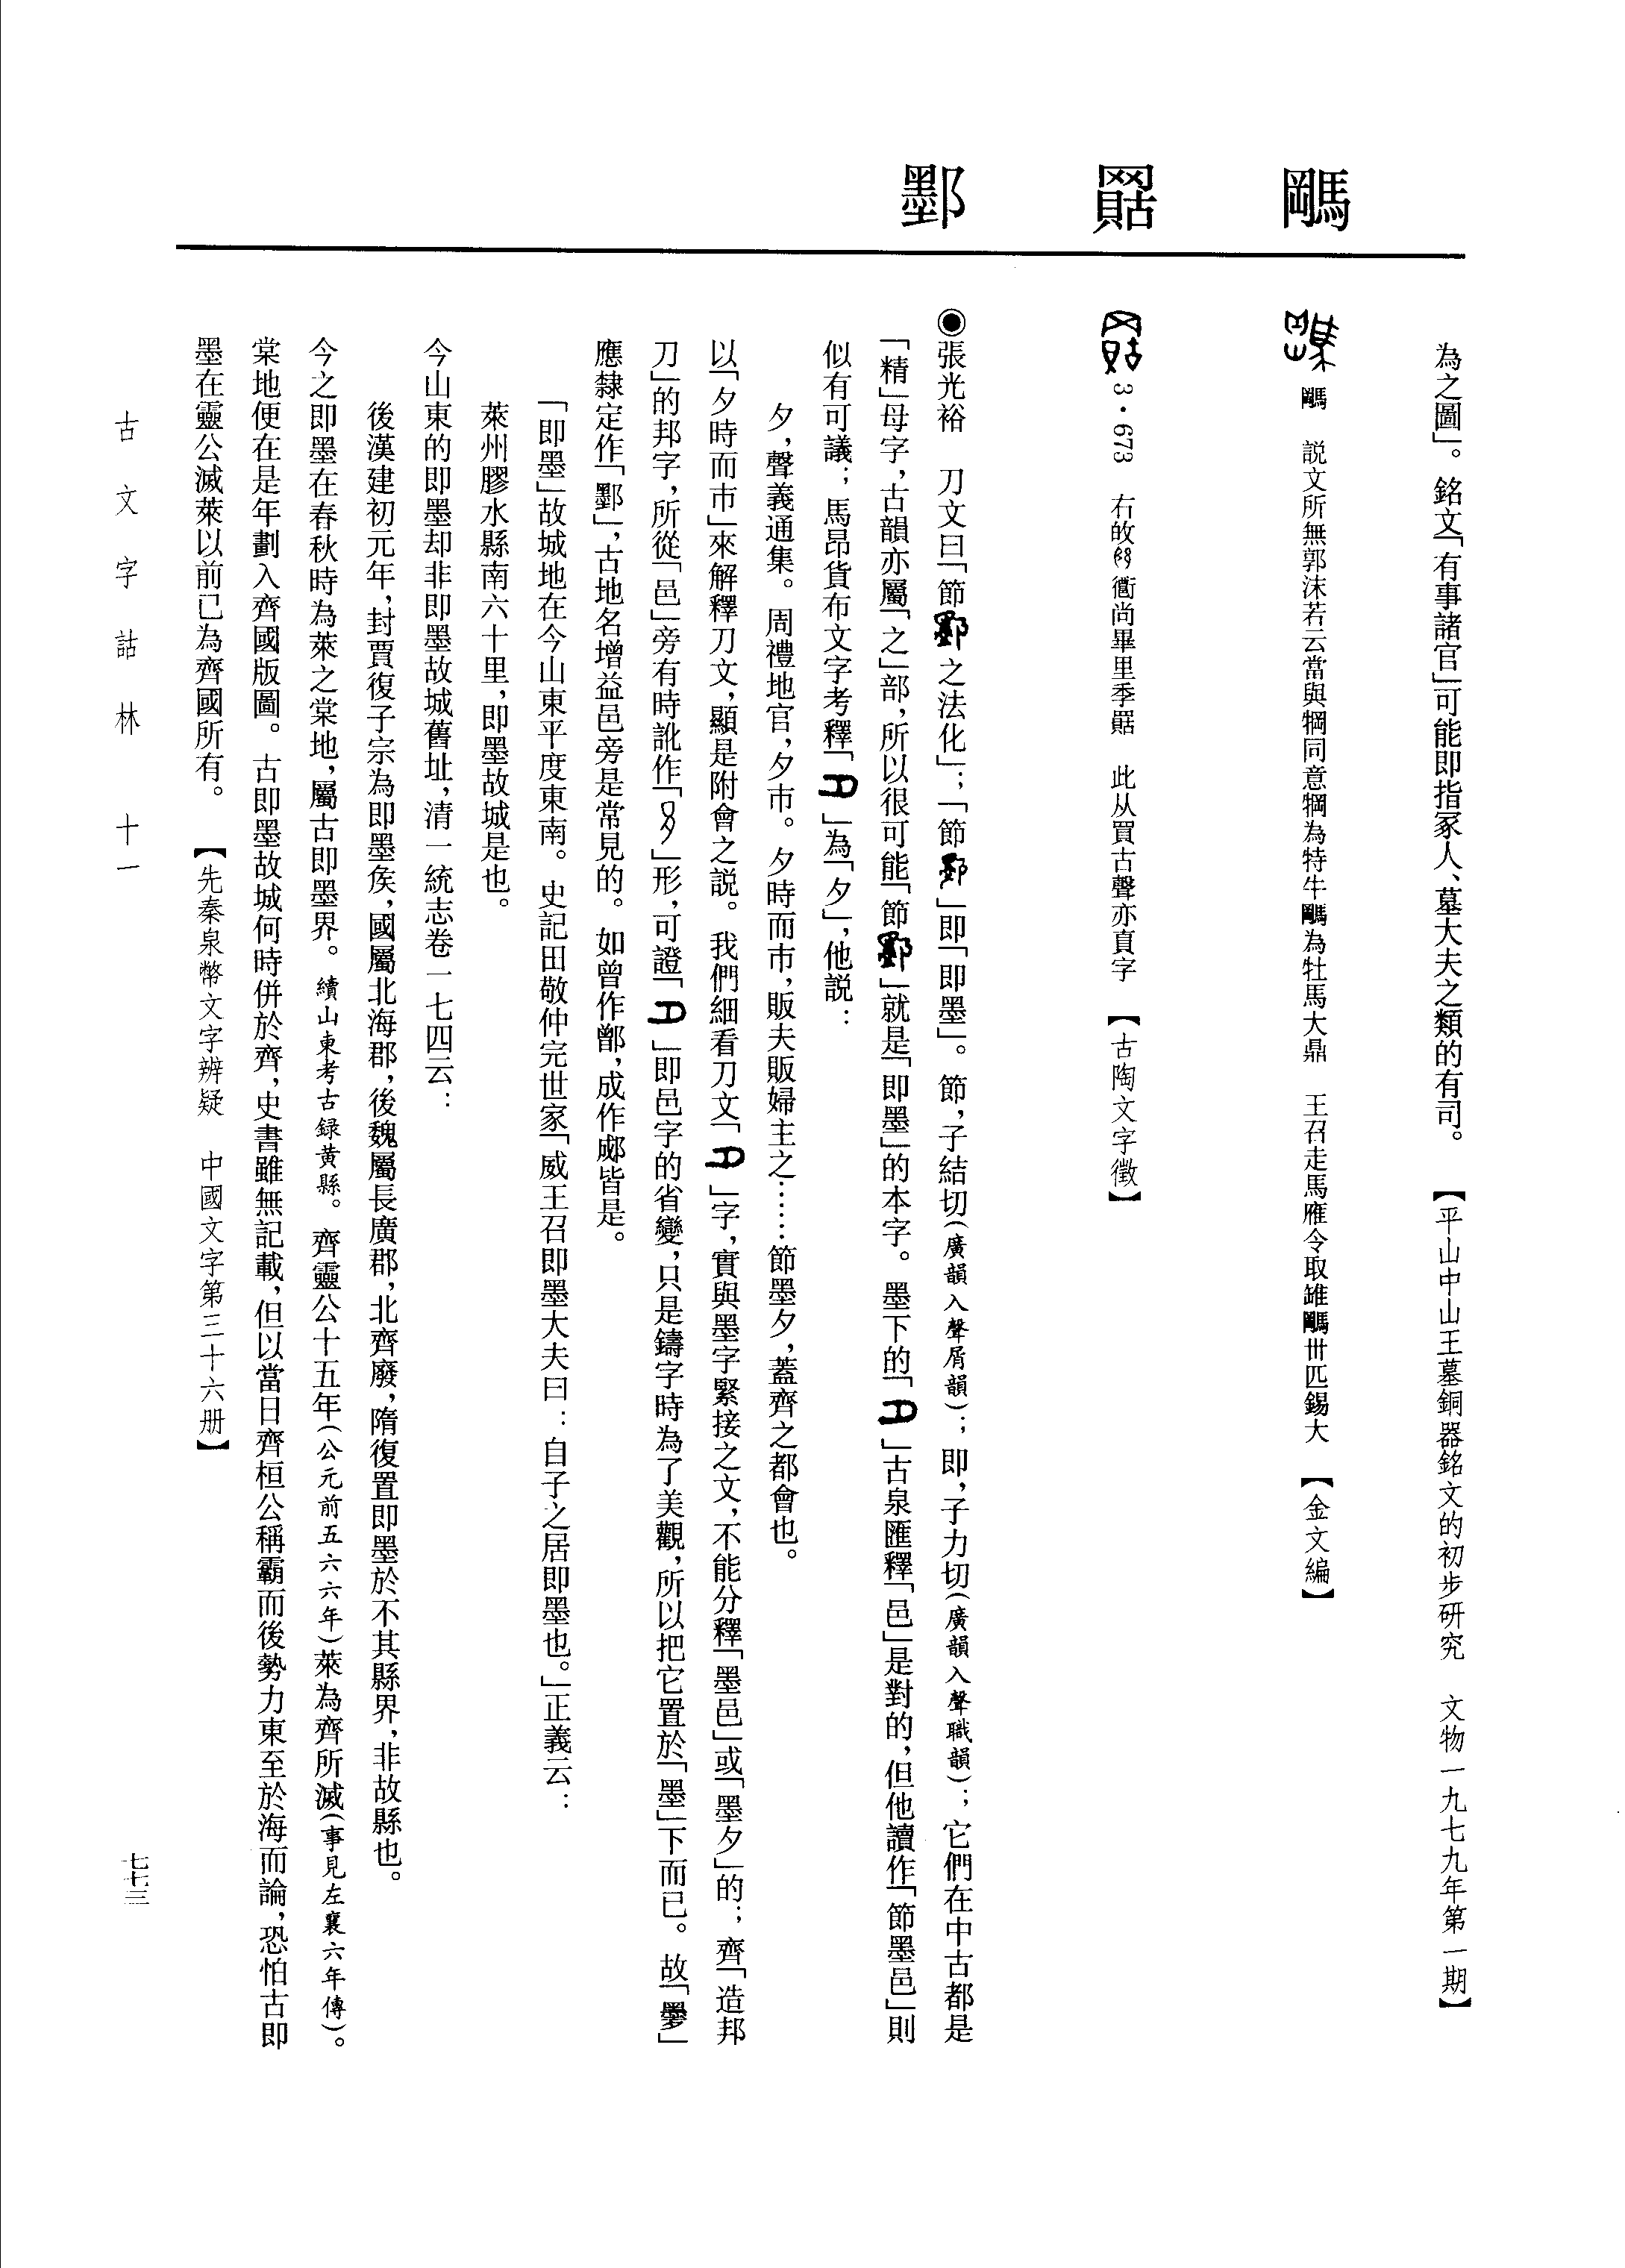 鄳
為之圖」。銘文「有事諸官」可能即指冢人、墓大夫之類的有司。　【平山中山王墓銅器銘文的初步研究　文物一九七九年第一期】
說文所無郭沫若云當與犅同意犅為特牛為牡馬大鼎　王召走馬雁令取雒卅匹錫大　【金文編】
3・673　右䢼衟尚畢里季　此从買古聲亦𧵍字　【古陶文字徵】
◉張光裕　刀文曰「節之法化」；「節」即「即墨」。節，子結切（廣韻入聲屑韻）；即，子力切（廣韻入聲職韻）；它們在中古都是
「精」母字，古韻亦屬「之」部，所以很可能「節」就是「即墨」的本字。墨下的「」古泉匯釋「邑」是對的，但他讀作「節墨邑」則
似有可議；馬昂貨布文字考釋「」為「夕」，他説：
夕，聲義通集。周禮地官，夕市。夕時而市，販夫販婦主之……節墨夕，蓋齊之都會也。
以「夕時而市」來解釋刀文，顯是附會之説。我們細看刀文「」字，實與墨字緊接之文，不能分釋「墨邑」或「墨夕」的；齊「造邦
刀」的邦字，所從「邑」旁有時訛作「」形，可證「」即邑字的省變，只是鑄字時為了美觀，所以把它置於「墨」下而已。故「」
應隸定作「」，古地名增益邑旁是常見的。如曾作鄫，成作郕皆是。
「即墨」故城地在今山東平度東南。史記田敬仲完世家「威王召即墨大夫曰：自子之居即墨也。」正義云：
萊州膠水縣南六十里，即墨故城是也。
今山東的即墨却非即墨故城舊址，清一統志卷一七四云：
後漢建初元年，封賈復子宗為即墨矦，國屬北海郡，後魏屬長廣郡，北齊廢，隋復置即墨於不其縣界，非故縣也。
今之即墨在春秋時為萊之棠地，屬古即墨界。續山東考古録黄縣。齊靈公十五年（公元前五六六年）萊為齊所滅（事見左襄六年傳）。
棠地便在是年劃入齊國版圖。古即墨故城何時併於齊，史書雖無記載，但以當日齊桓公稱霸而後勢力東至於海而論，恐怕古即
墨在靈公滅萊以前已為齊國所有。　【先秦泉幣文字辨疑　中國文字第三十六册】
古文字詁林　十一
七七三